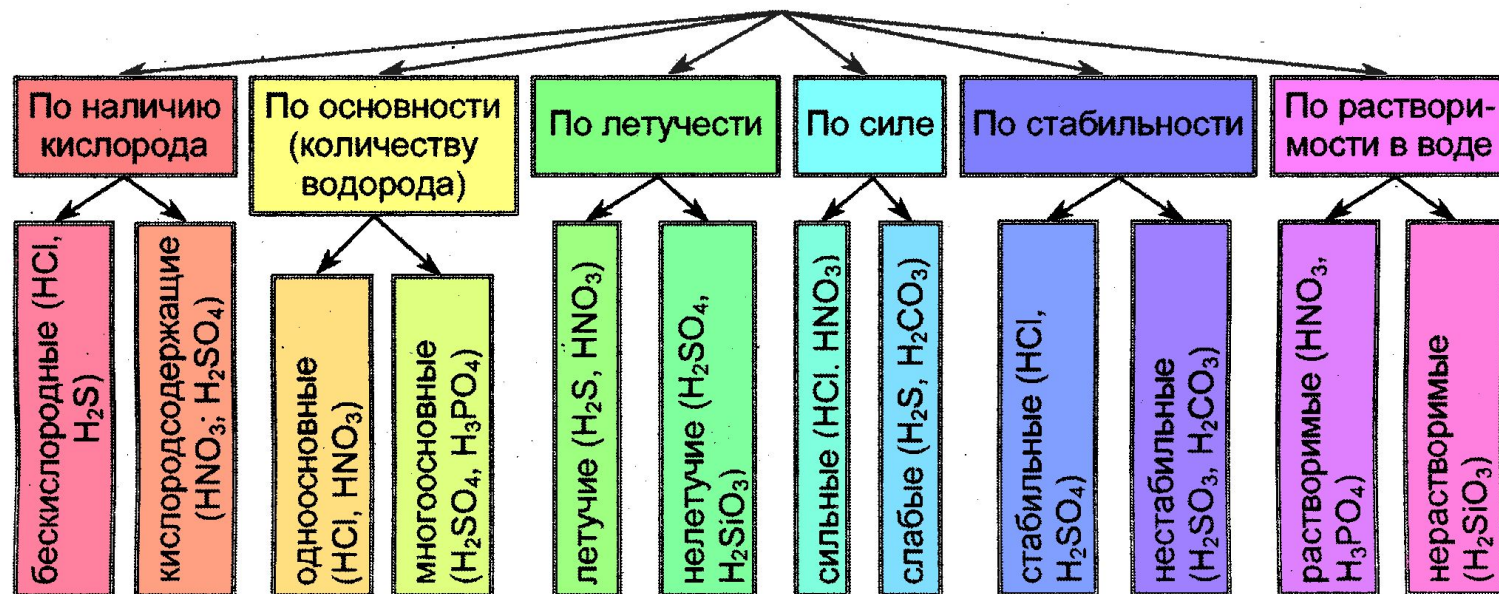 По наличию
кислорода
По основности
(количеству
водорода)
По летучести
По силе
По стабильности
По раствори-
мости в воде
бескислородные (HCl,
H₂S)
кислородсодержащие
(HNO₃; H₂SO₄)
одноосновные
(HCl, HNO₃)
многоосновные
(H₂SO₄, H₃PO₄)
летучие (H₂S, HNO₃)
нелетучие (H₂SO₄,
H₂SiO₃)
сильные (HCl. HNO₃)
слабые (H₂S, H₂CO₃)
стабильные (HCl,
H₂SO₄)
нестабильные
(H₂SO₃, H₂CO₃)
растворимые (HNO₃,
H₃PO₄)
нерастворимые
(H₂SiO₃)